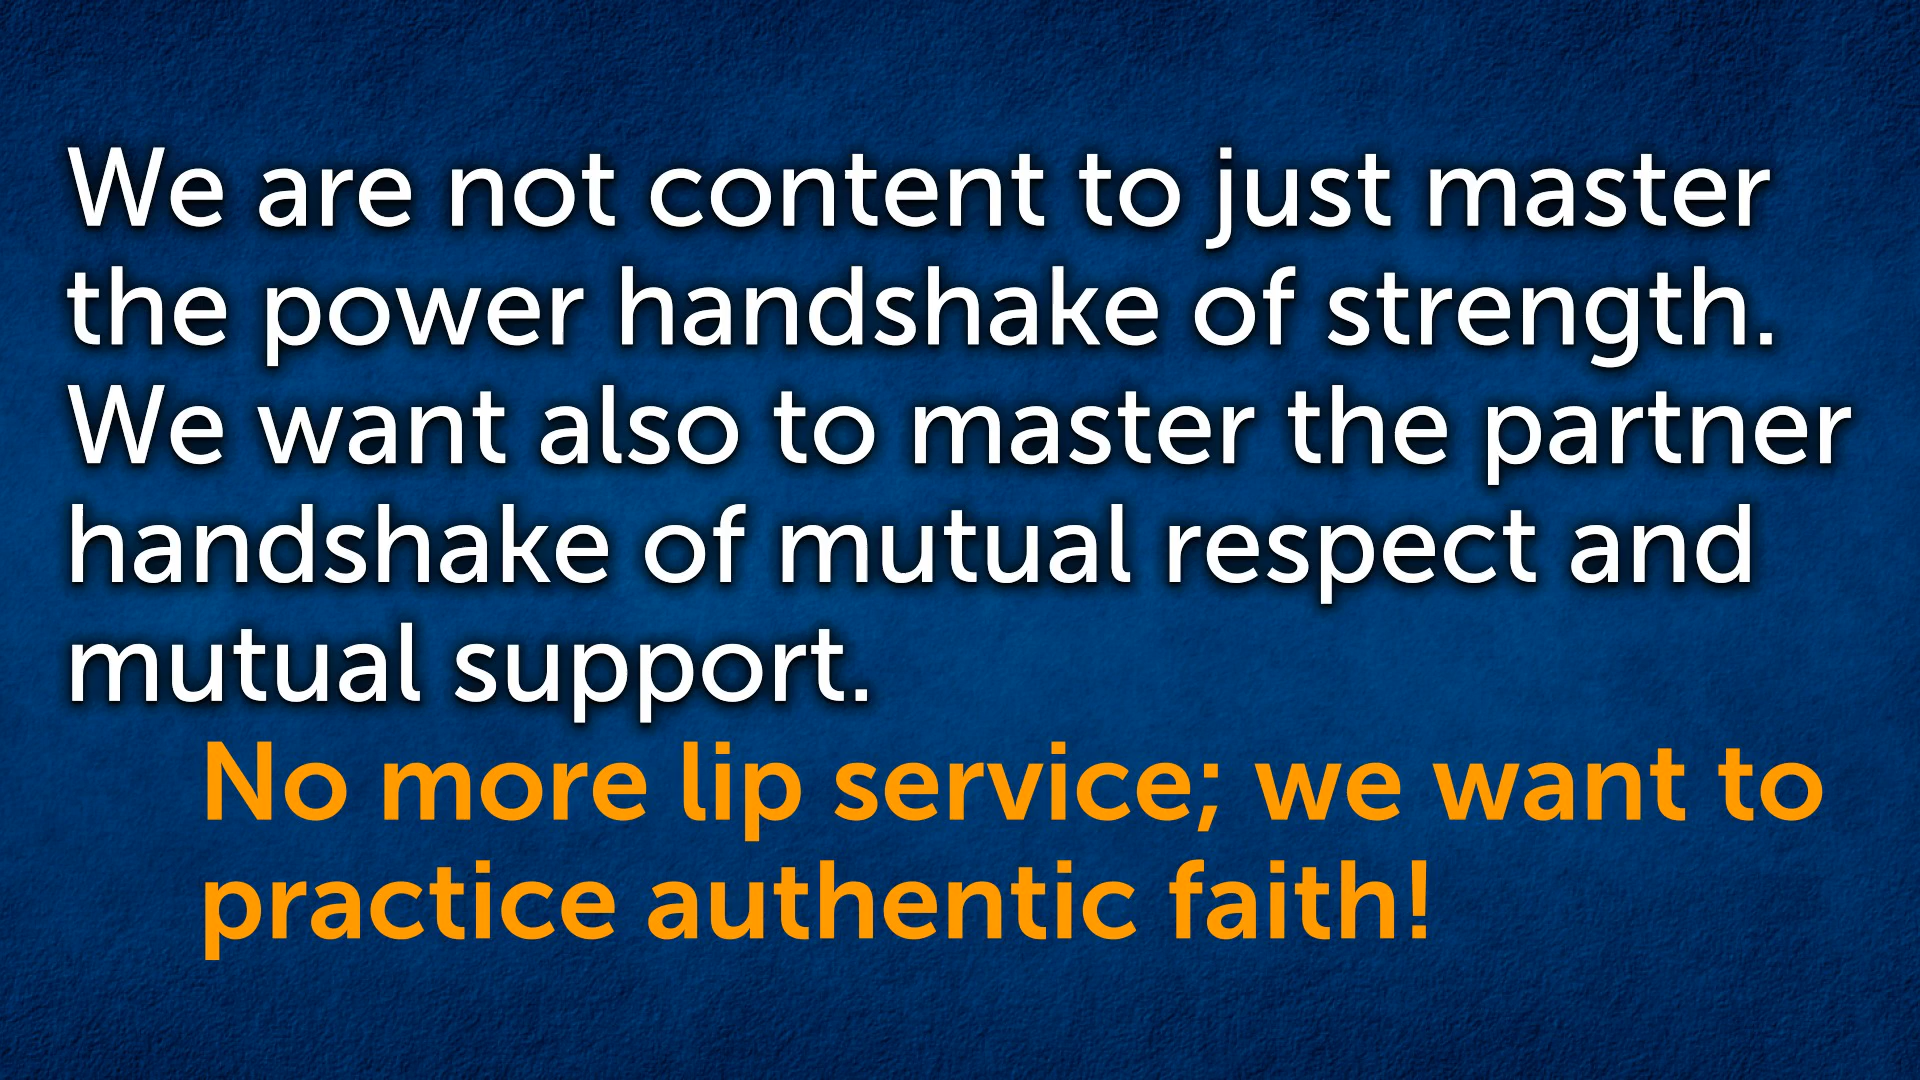 We are not content to just master
the power handshake of strength.
We want also to master the partner
handshake of mutual respect and
mutual support.
No more lip service; we want to
practice authentic faith!